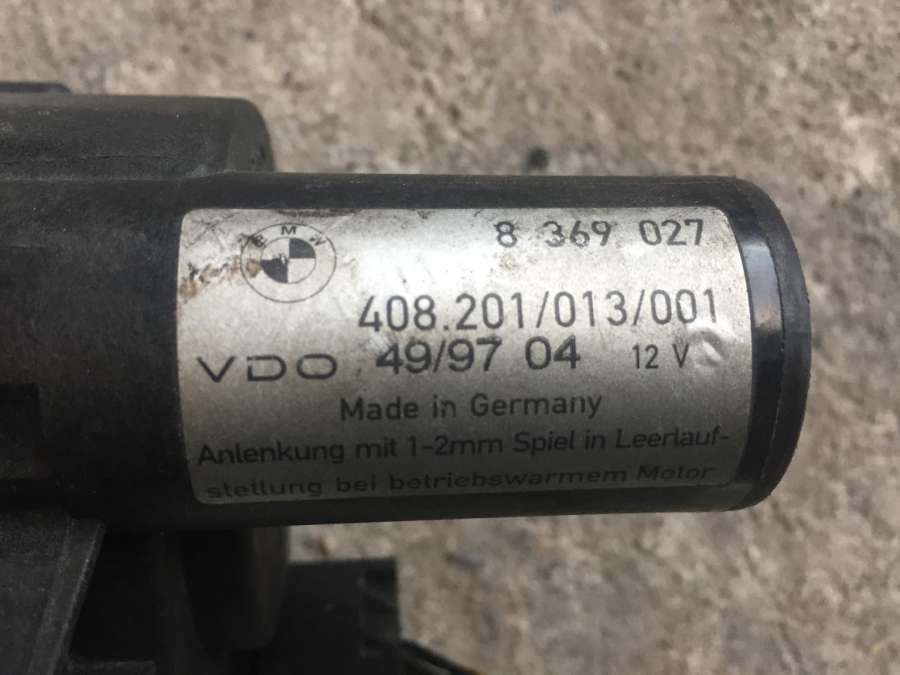 BMW
8 369 027
408.201/013/001
VDO 49/97 04 12 V
Made in Germany
Anlenkung mit 1-2mm Spiel in Leerlauf-
stellung bei betriebswarmem Motor